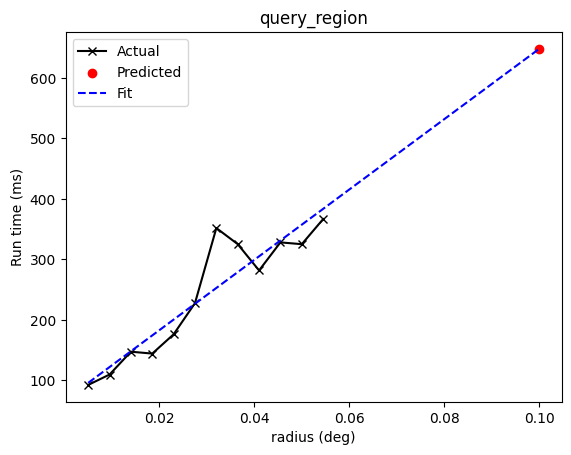 query_region
Actual
Predicted
Fit
Run time (ms)
600
500
400
300
200
100
0.02 0.04 0.06 0.08 0.10
radius (deg)